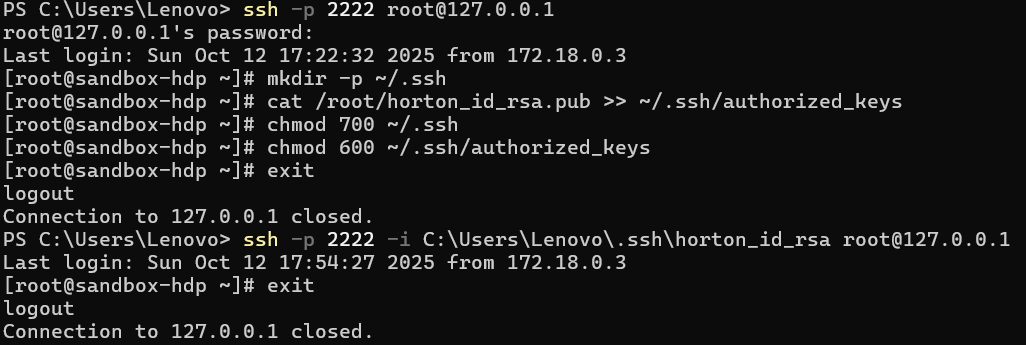 PS C:\Users\Lenovo> ssh -p 2222 root@127.0.0.1
root@127.0.0.1's password:
Last login: Sun Oct 12 17:22:32 2025 from 172.18.0.3
[root@sandbox-hdp ~]# mkdir -p ~/.ssh
[root@sandbox-hdp ~]# cat /root/horton_id_rsa.pub >> ~/.ssh/authorized_keys
[root@sandbox-hdp ~]# chmod 700 ~/.ssh
[root@sandbox-hdp ~]# chmod 600 ~/.ssh/authorized_keys
[root@sandbox-hdp ~]# exit
logout
Connection to 127.0.0.1 closed.
PS C:\Users\Lenovo> ssh -p 2222 -i C:\Users\Lenovo\.ssh\horton_id_rsa root@127.0.0.1
Last login: Sun Oct 12 17:54:27 2025 from 172.18.0.3
[root@sandbox-hdp ~]# exit
logout
Connection to 127.0.0.1 closed.